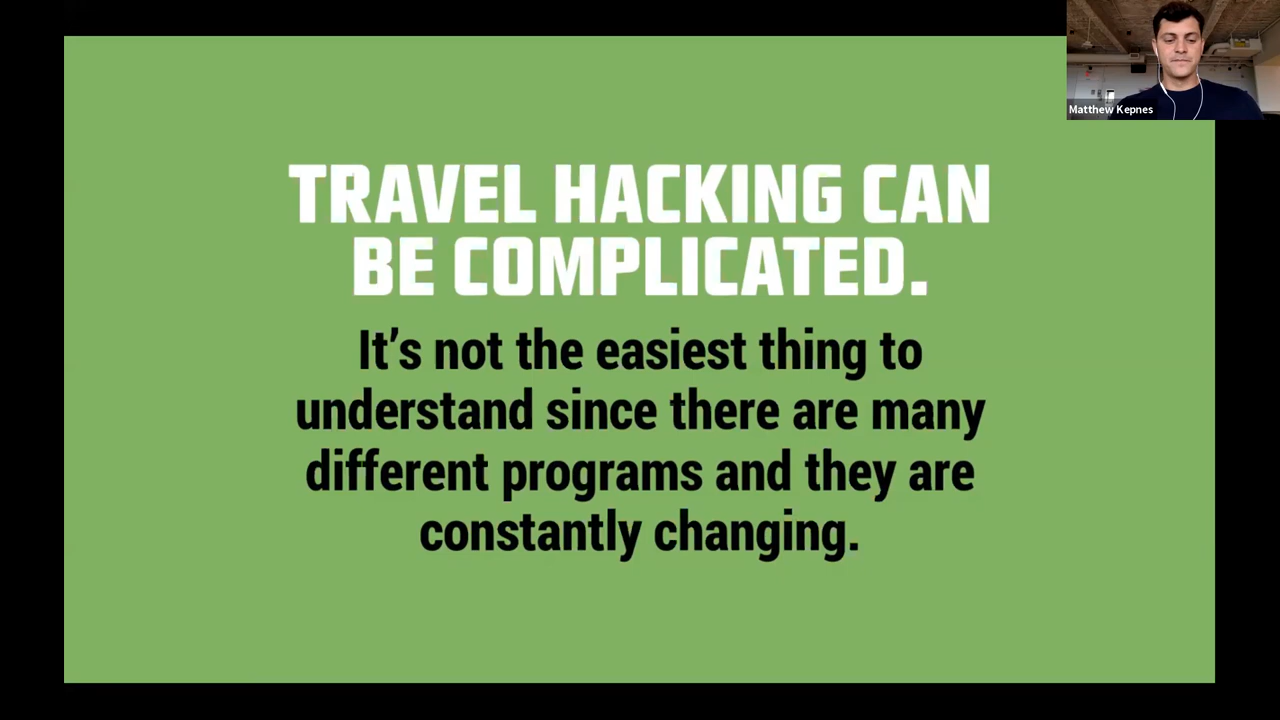 Matthew Kepnes
TRAVEL HACKING CAN
BE COMPLICATED.
It’s not the easiest thing to
understand since there are many
different programs and they are
constantly changing.